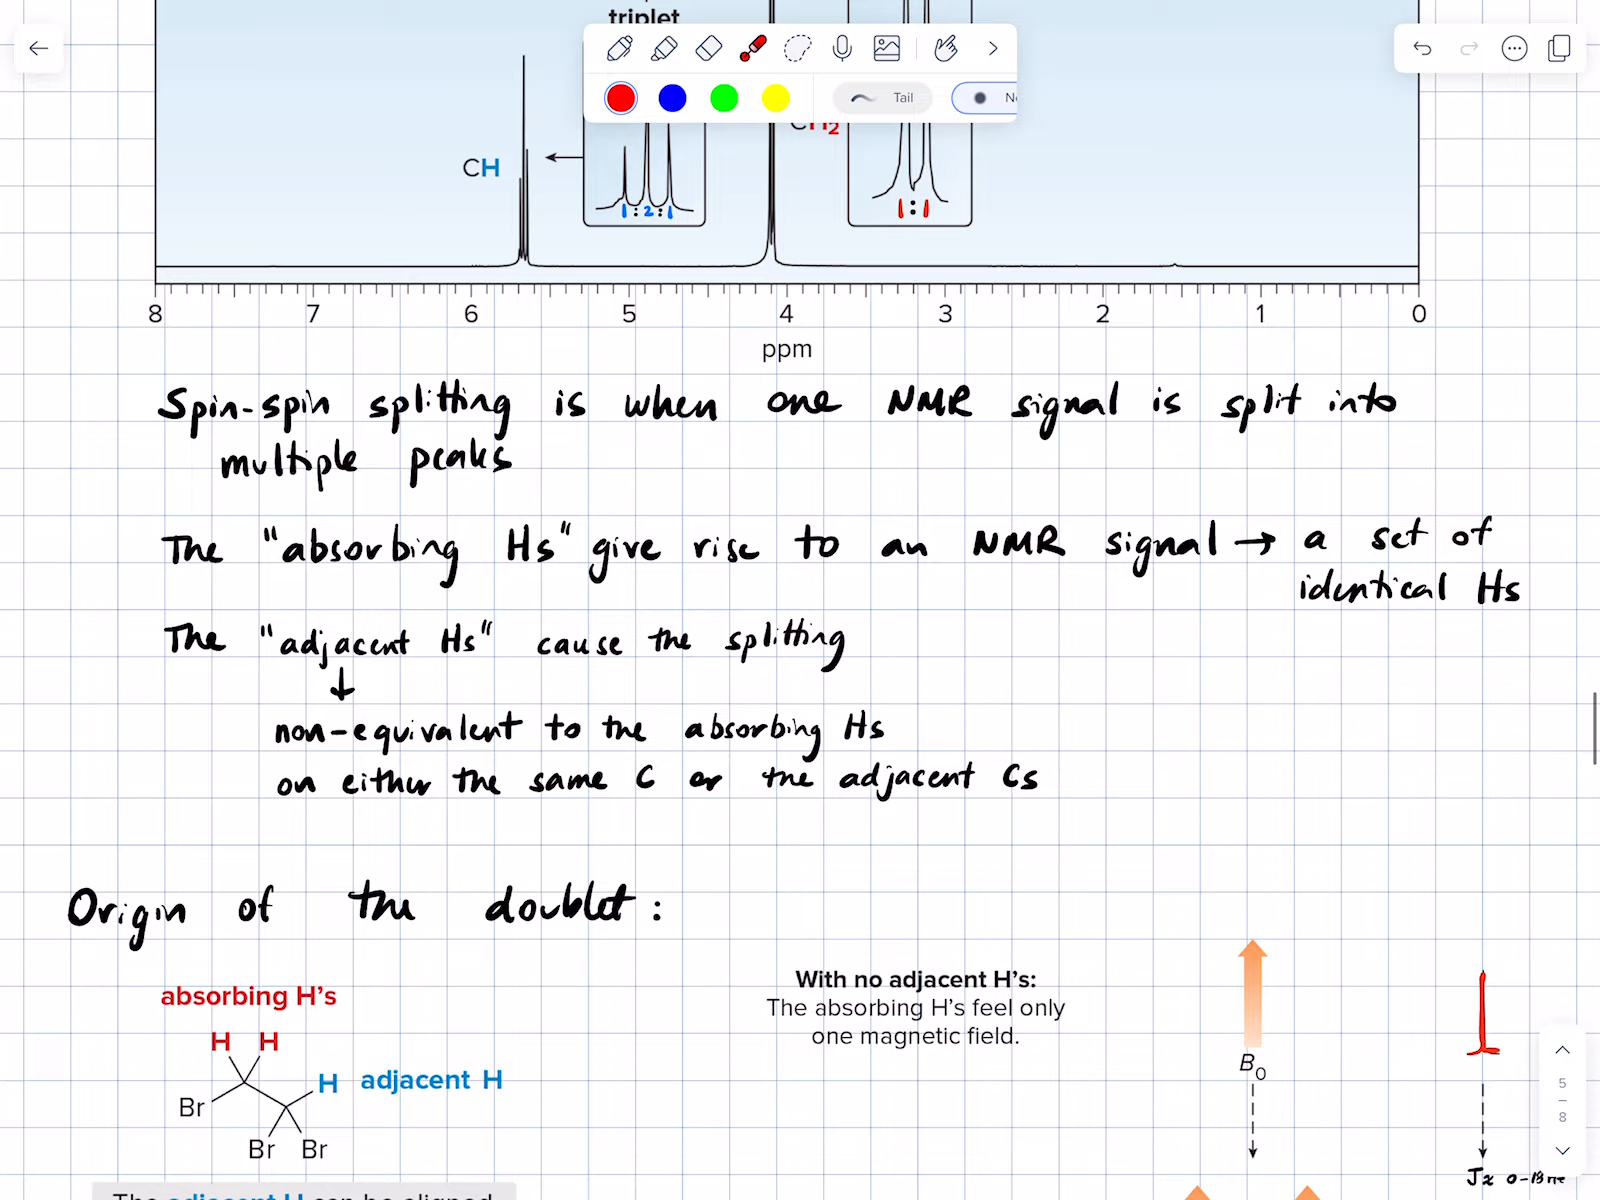 triplet
Tail
CH₂
CH
1:2:1
1:1
8 7 6 5 4 3 2 1 0
ppm
Spin-spin splitting is when one NMR signal is split into
multiple peaks
The "absorbing Hs" give rise to an NMR signal → a set of
identical Hs
The "adjacent Hs" cause the splitting
↓
non-equivalent to the absorbing Hs
on either the same C or the adjacent Cs
Origin of the doublet:
absorbing H's
H H
H adjacent H
Br
Br Br
With no adjacent H's:
The absorbing H's feel only
one magnetic field.
B₀
5
8